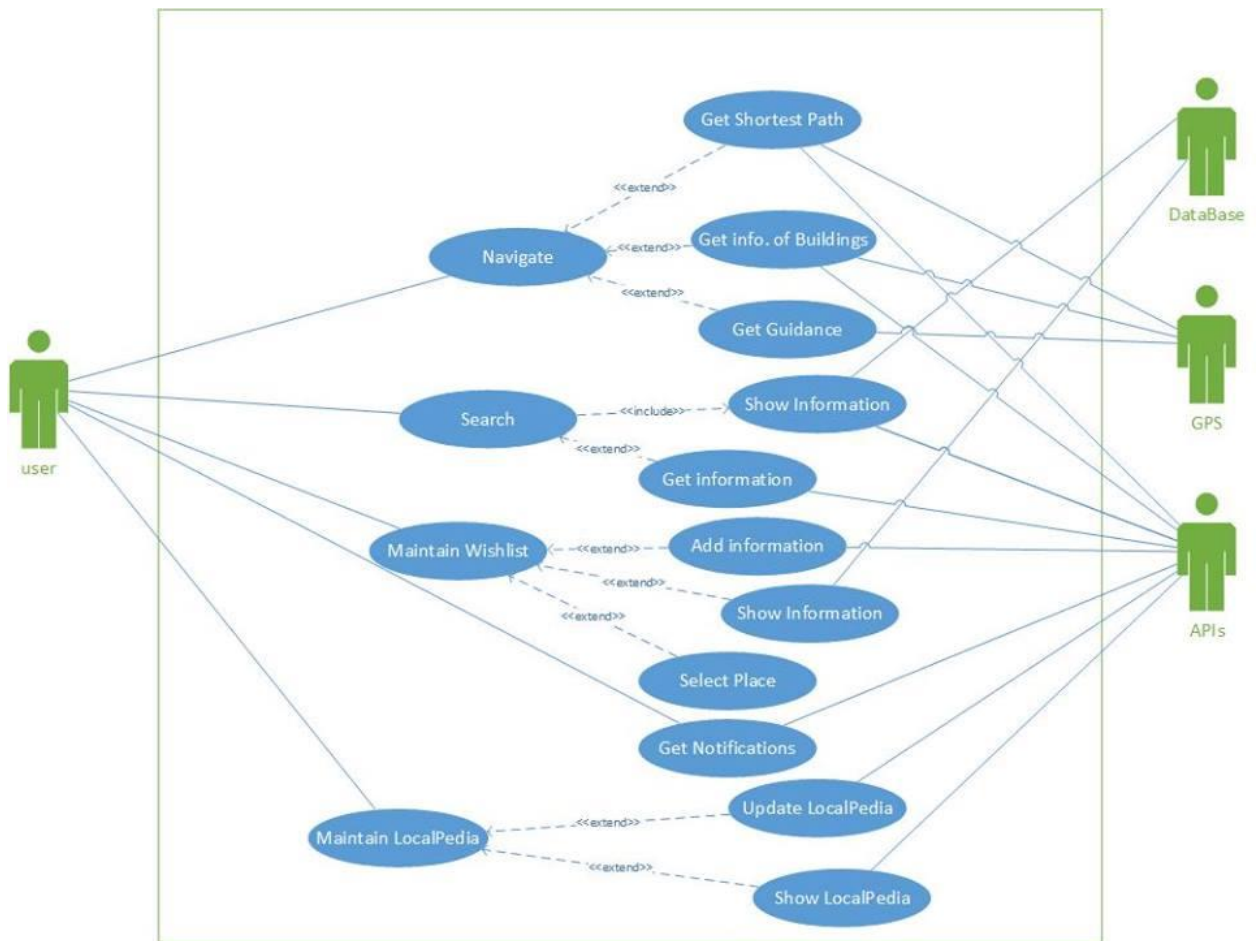 Get Shortest Path
DataBase
<<extend>>
Get info. of Buildings
Navigate
<<extend>>
<<extend>>
Get Guidance
GPS
Show Information
Search
<<include>>
<<extend>>
user
Get information
Maintain Wishlist
<<extend>>
Add information
<<extend>>
Show Information
<<extend>>
APIs
Select Place
Get Notifications
Update LocalPedia
<<extend>>
Maintain LocalPedia
<<extend>>
Show LocalPedia